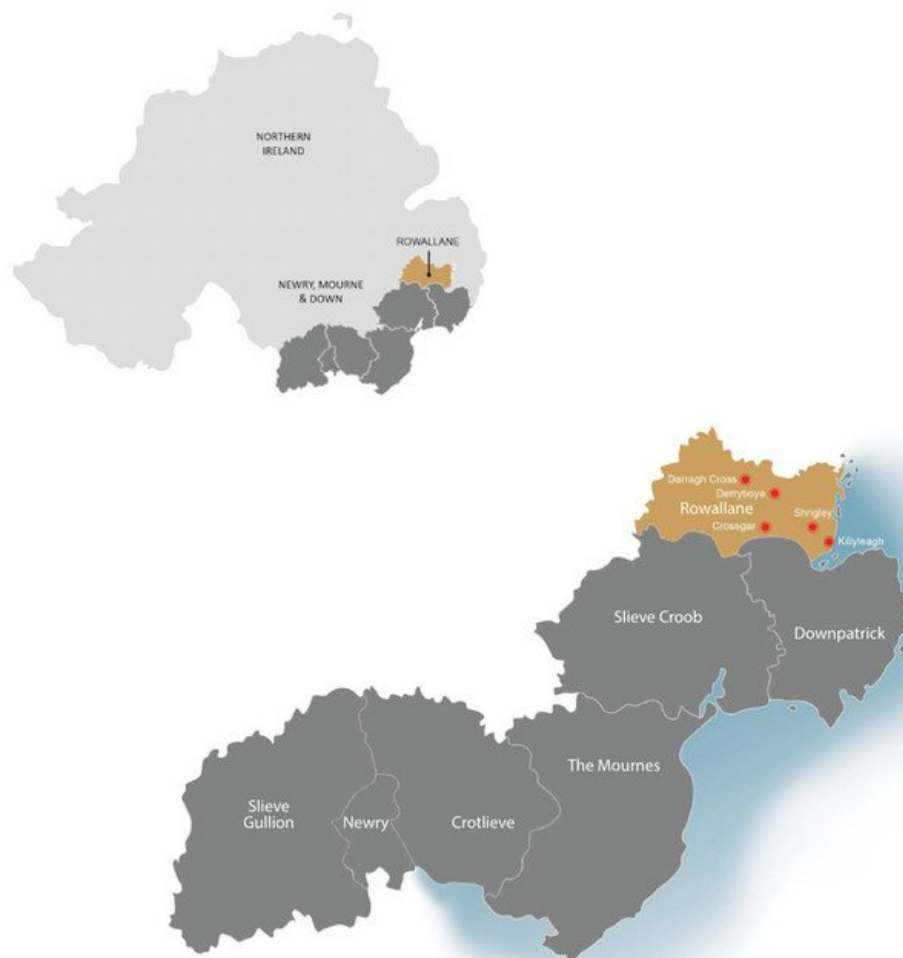 NORTHERN
IRELAND
ROWALLANE
NEWRY, MOURNE
& DOWN
Darragh Cross
Derryboye
Rowallane
Shrigley
Crossgar
Killyleagh
Slieve Croob
Downpatrick
The Mournes
Slieve
Gullion
Newry
Crotlieve